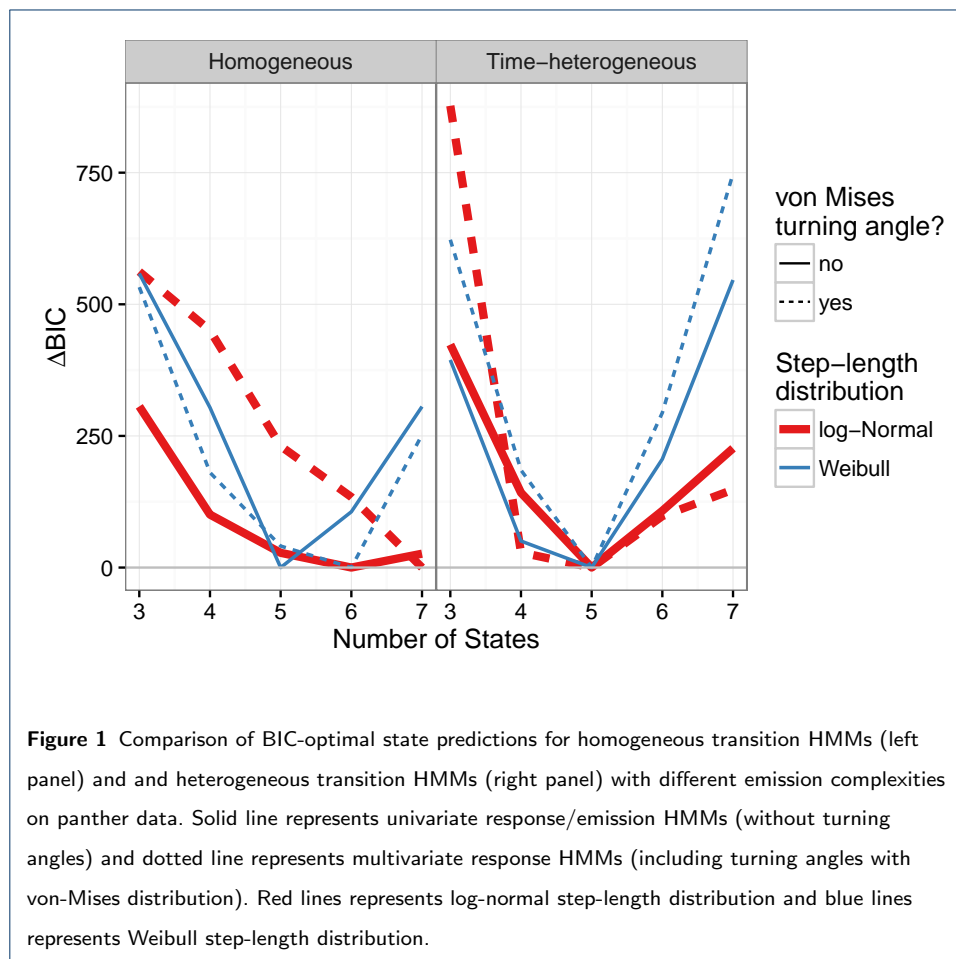 Homogeneous
Time−heterogeneous
ΔBIC
750
500
250
0
3 4 5 6 7
3 4 5 6 7
Number of States
von Mises
turning angle?
no
yes
Step−length
distribution
log−Normal
Weibull
Figure 1 Comparison of BIC-optimal state predictions for homogeneous transition HMMs (left
panel) and and heterogeneous transition HMMs (right panel) with different emission complexities
on panther data. Solid line represents univariate response/emission HMMs (without turning
angles) and dotted line represents multivariate response HMMs (including turning angles with
von-Mises distribution). Red lines represents log-normal step-length distribution and blue lines
represents Weibull step-length distribution.